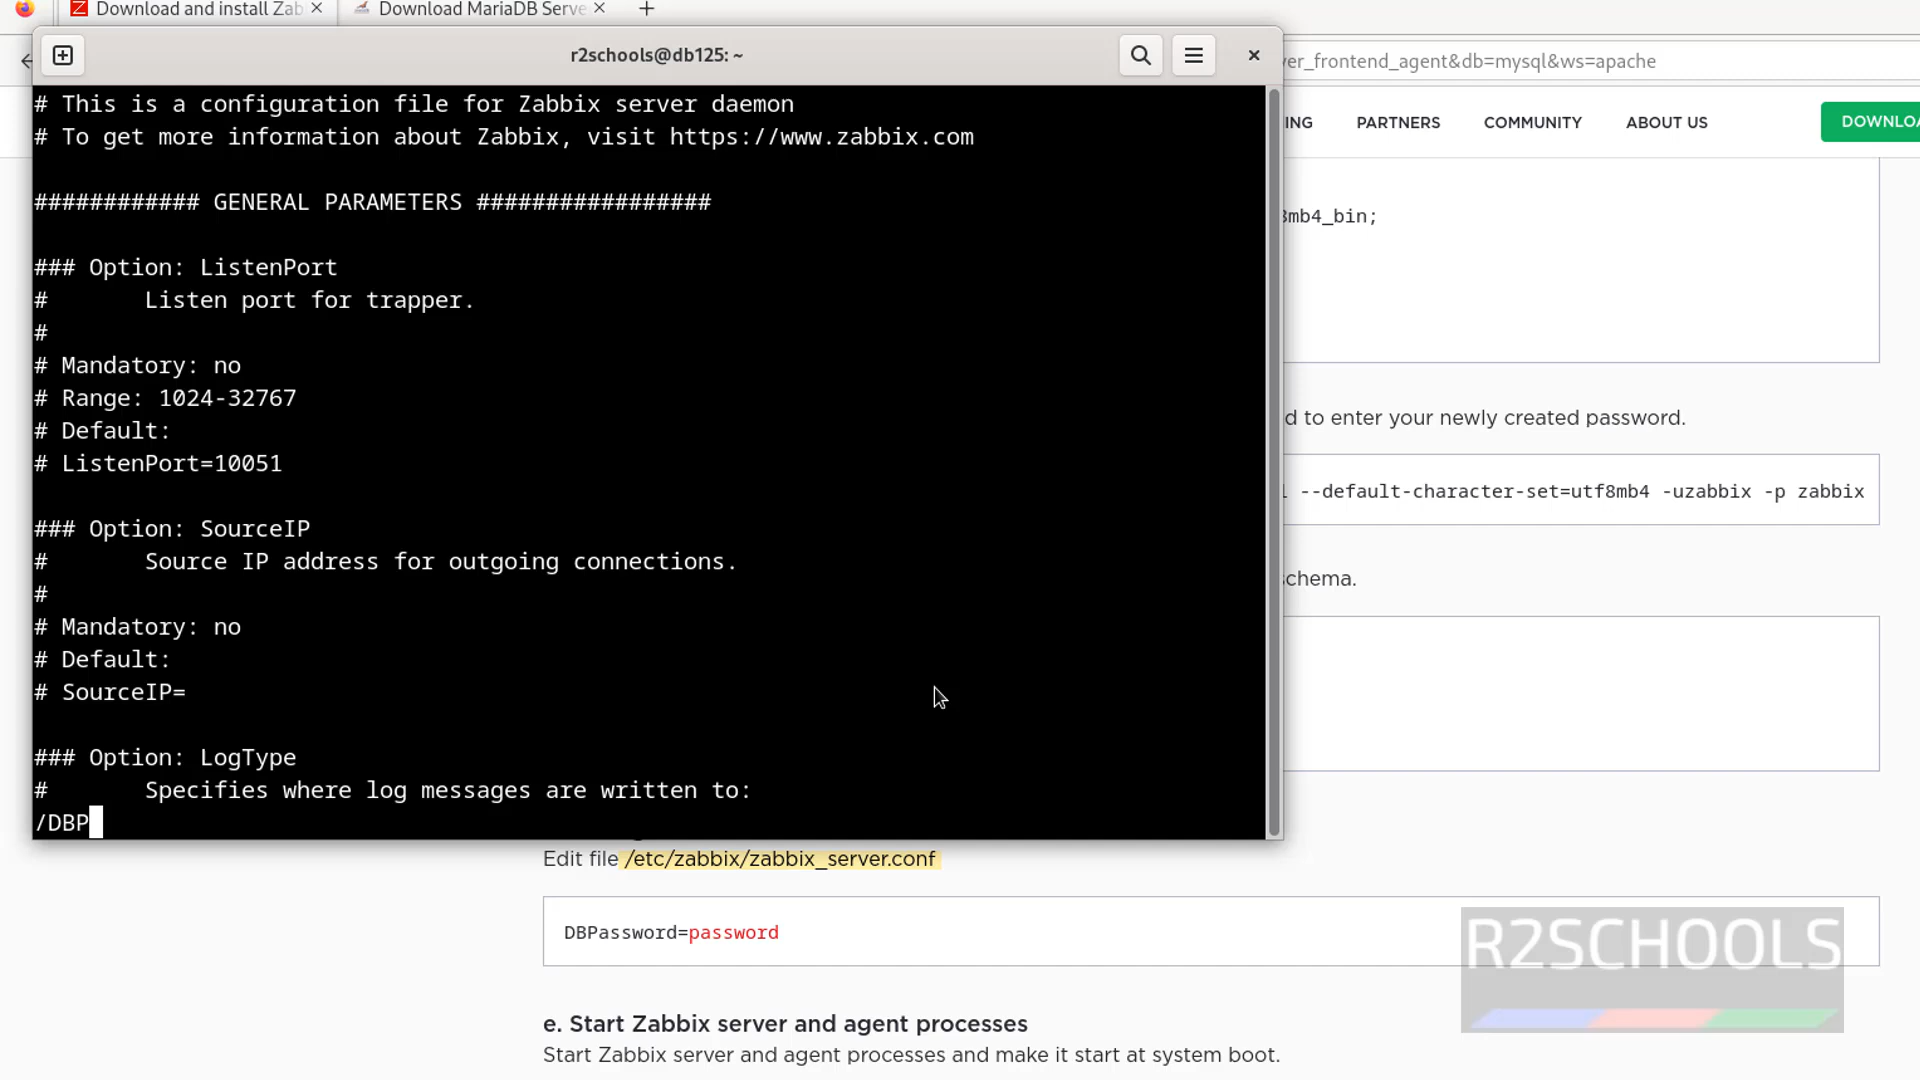 Download and install Zab
Download MariaDB Serve
r2schools@db125: ~
er_frontend_agent&db=mysql&ws=apache
# This is a configuration file for Zabbix server daemon
# To get more information about Zabbix, visit https://www.zabbix.com
############ GENERAL PARAMETERS #################
### Option: ListenPort
# Listen port for trapper.
#
# Mandatory: no
# Range: 1024-32767
# Default:
# ListenPort=10051
### Option: SourceIP
# Source IP address for outgoing connections.
#
# Mandatory: no
# Default:
# SourceIP=
### Option: LogType
# Specifies where log messages are written to:
/DBP
ING PARTNERS COMMUNITY ABOUT US DOWNLOA
8mb4_bin;
d to enter your newly created password.
--default-character-set=utf8mb4 -uzabbix -p zabbix
schema.
Edit file /etc/zabbix/zabbix_server.conf
DBPassword=password
R2SCHOOLS
e. Start Zabbix server and agent processes
Start Zabbix server and agent processes and make it start at system boot.